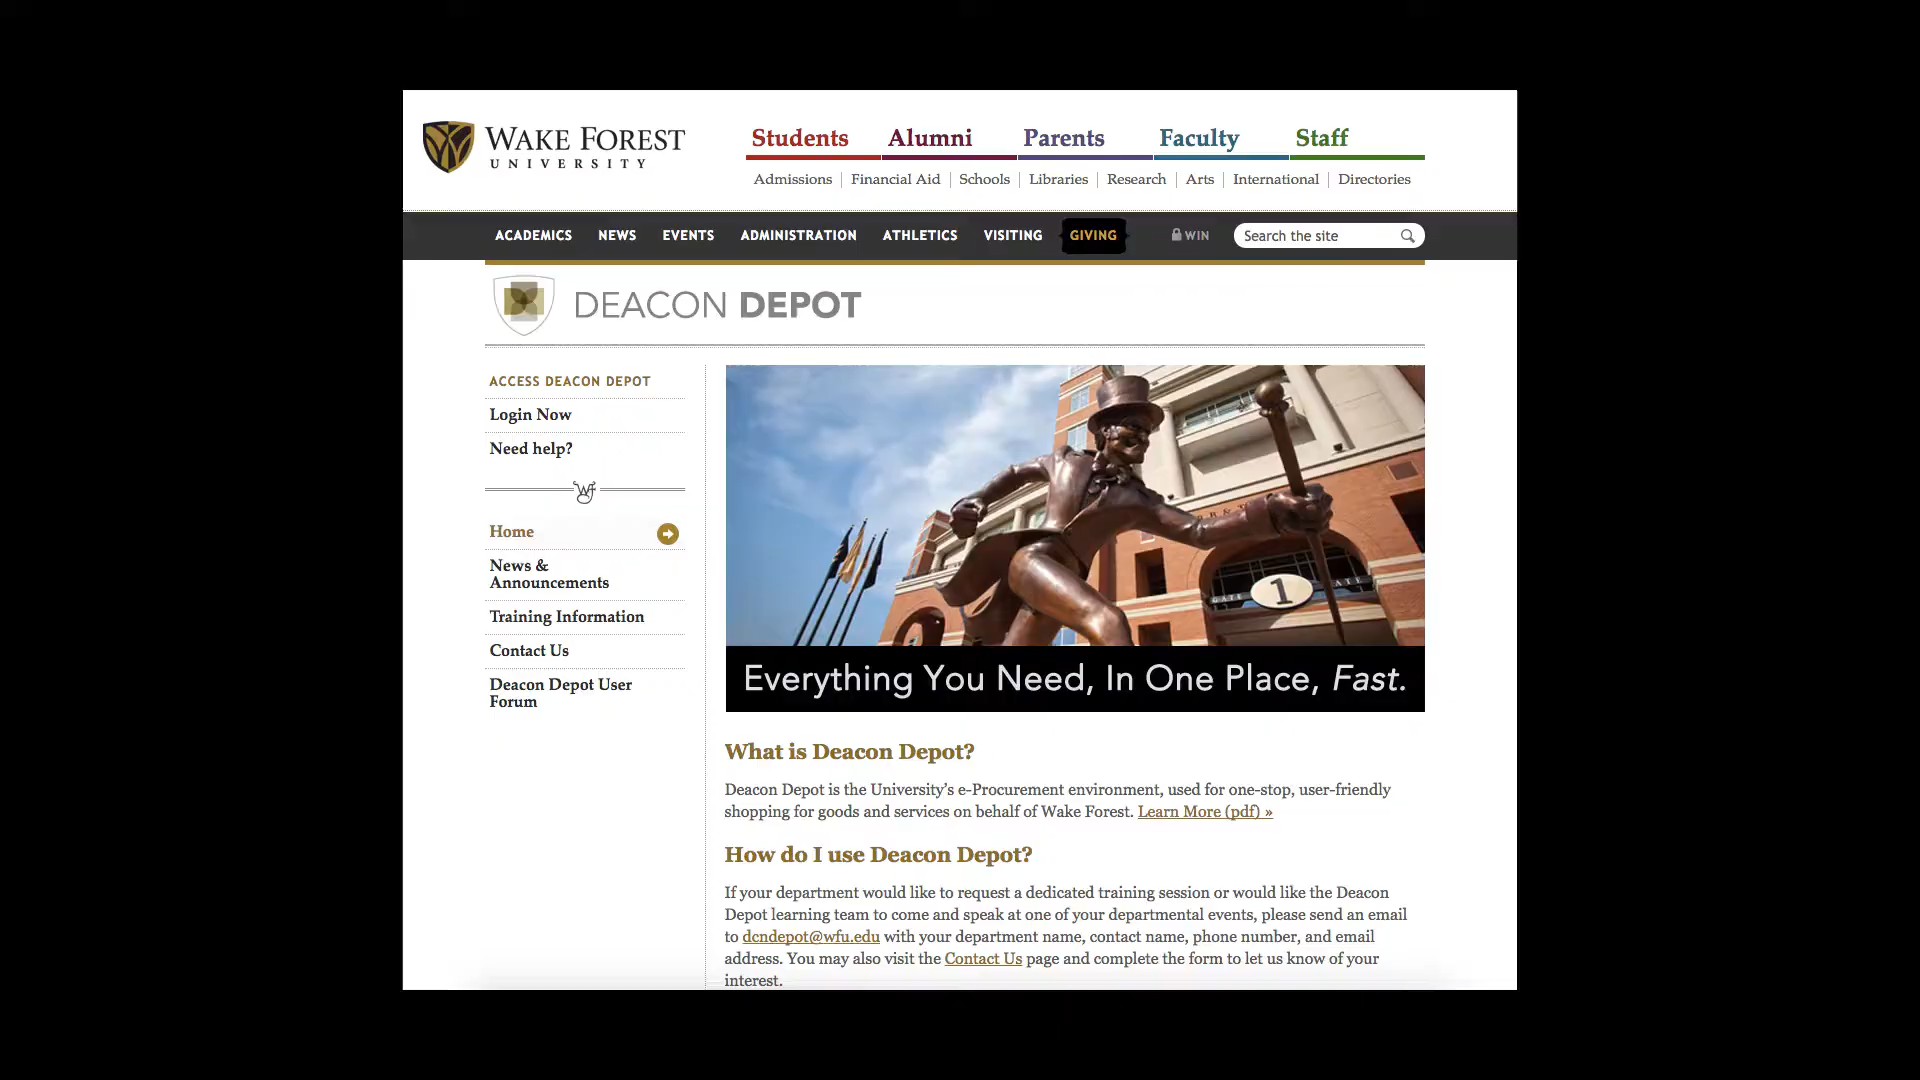 WAKE FOREST
UNIVERSITY
Students Alumni Parents Faculty Staff
Admissions Financial Aid Schools Libraries Research Arts International Directories
ACADEMICS NEWS EVENTS ADMINISTRATION ATHLETICS VISITING GIVING WIN Search the site
DEACON DEPOT
ACCESS DEACON DEPOT
Login Now
Need help?
WF
Home
News &
Announcements
Training Information
Contact Us
Deacon Depot User
Forum
GATE 1 GATE
Everything You Need, In One Place, Fast.
What is Deacon Depot?
Deacon Depot is the University’s e-Procurement environment, used for one-stop, user-friendly
shopping for goods and services on behalf of Wake Forest. Learn More (pdf) »
How do I use Deacon Depot?
If your department would like to request a dedicated training session or would like the Deacon
Depot learning team to come and speak at one of your departmental events, please send an email
to dcndepot@wfu.edu with your department name, contact name, phone number, and email
address. You may also visit the Contact Us page and complete the form to let us know of your
interest.